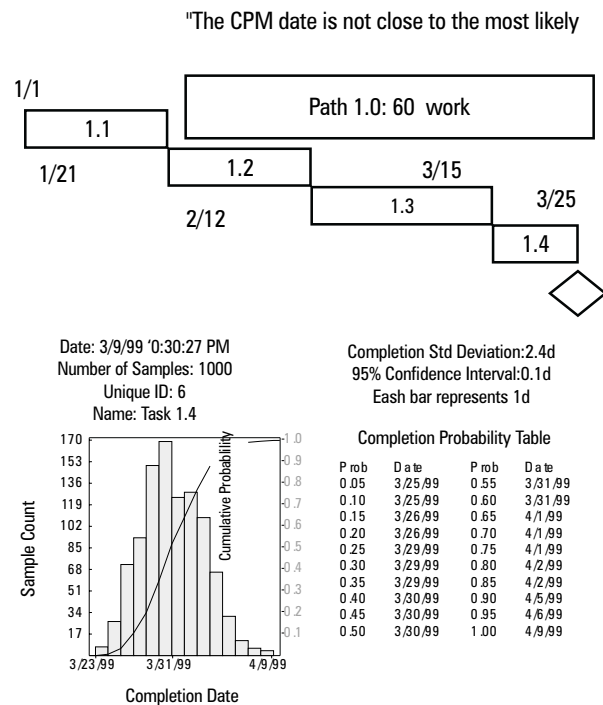 "The CPM date is not close to the most likely
1/1
Path 1.0: 60 work
1.1
1/21
1.2
3/15
2/12
1.3
3/25
1.4
Date: 3/9/99 '0:30:27 PM
Number of Samples: 1000
Unique ID: 6
Name: Task 1.4
Completion Std Deviation:2.4d
95% Confidence Interval:0.1d
Eash bar represents 1d
Completion Probability Table
Prob Date Prob Date
0.05 3/25/99 0.55 3/31/99
0.10 3/25/99 0.60 3/31/99
0.15 3/26/99 0.65 4/1/99
0.20 3/26/99 0.70 4/1/99
0.25 3/29/99 0.75 4/1/99
0.30 3/29/99 0.80 4/2/99
0.35 3/29/99 0.85 4/2/99
0.40 3/30/99 0.90 4/5/99
0.45 3/30/99 0.95 4/6/99
0.50 3/30/99 1.00 4/9/99
Sample Count
170
153
136
119
102
85
68
51
34
17
Cumulative Probablility
1.0
0.9
0.8
0.7
0.6
0.5
0.4
0.3
0.2
0.1
3/23/99 3/31/99 4/9/99
Completion Date